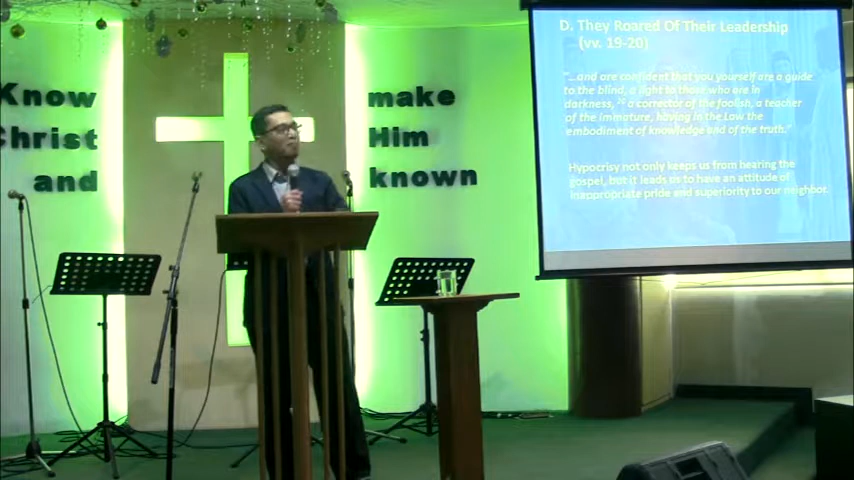 Know
Christ
and
make
Him
known
D. They Roared Of Their Leadership
(vv. 19-20)
"...and are confident that you yourself are a guide
to the blind, a light to those who are in
darkness, 20 a corrector of the foolish, a teacher
of the immature, having in the Law the
embodiment of knowledge and of the truth."
Hypocrisy not only keeps us from hearing the
gospel, but it leads us to have an attitude of
inappropriate pride and superiority to our neighbor